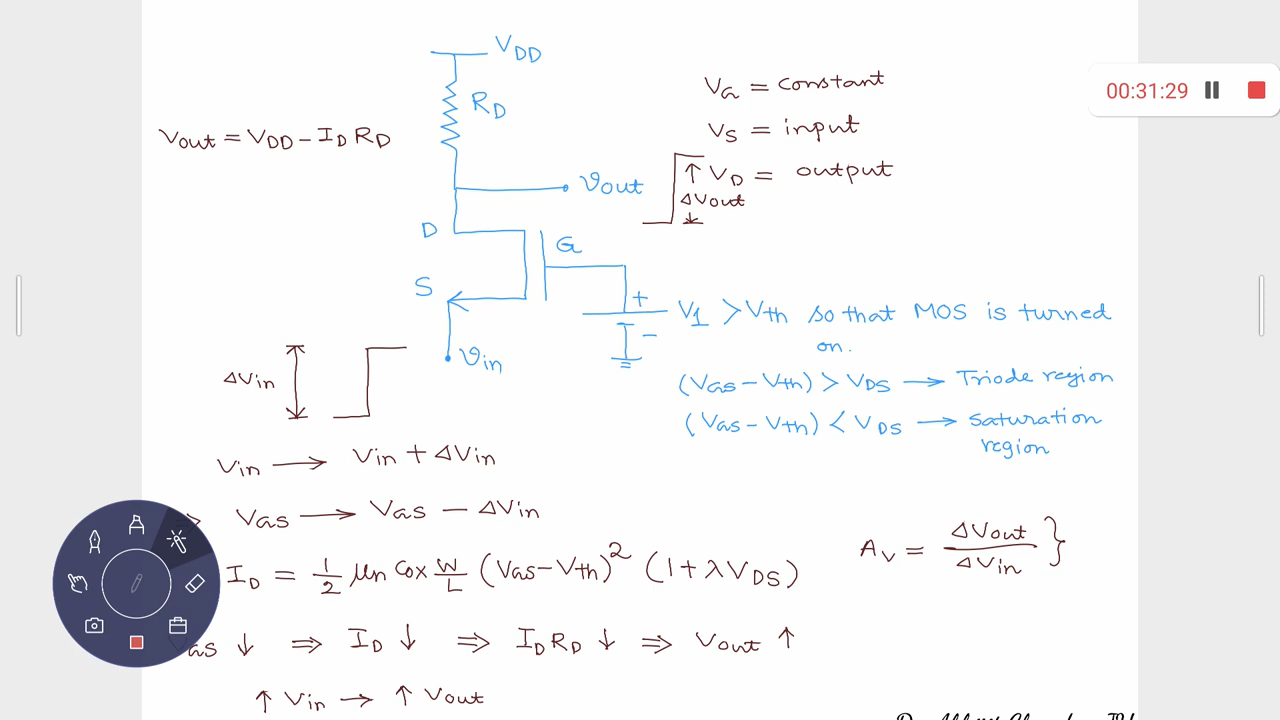 VDD
RD
VG = constant
00:31:29
VS = input
Vout = VDD - ID RD
↑ VD = output
ΔVout
↓
Vout
D
G
S
+
V1 > Vth so that MOS is turned
on.
-
Vin
ΔVin
(VGS - Vth) > VDS → Triode region
(VGS - Vth) < VDS → saturation
region
Vin → Vin + ΔVin
⇒ VGS → VGS - ΔVin
AV = ΔVout / ΔVin }
ID = 1/2 μn Cox W/L (VGS - Vth)² (1 + λVDS)
VGS ↓ ⇒ ID ↓ ⇒ ID RD ↓ ⇒ Vout ↑
↑ Vin → ↑ Vout